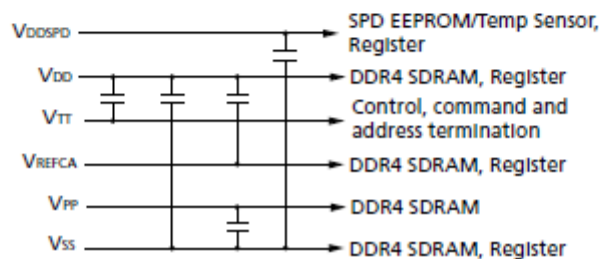 VDDSPD
SPD EEPROM/Temp Sensor,
Register
VDD
DDR4 SDRAM, Register
VTT
Control, command and
address termination
VREFCA
DDR4 SDRAM, Register
VPP
DDR4 SDRAM
VSS
DDR4 SDRAM, Register